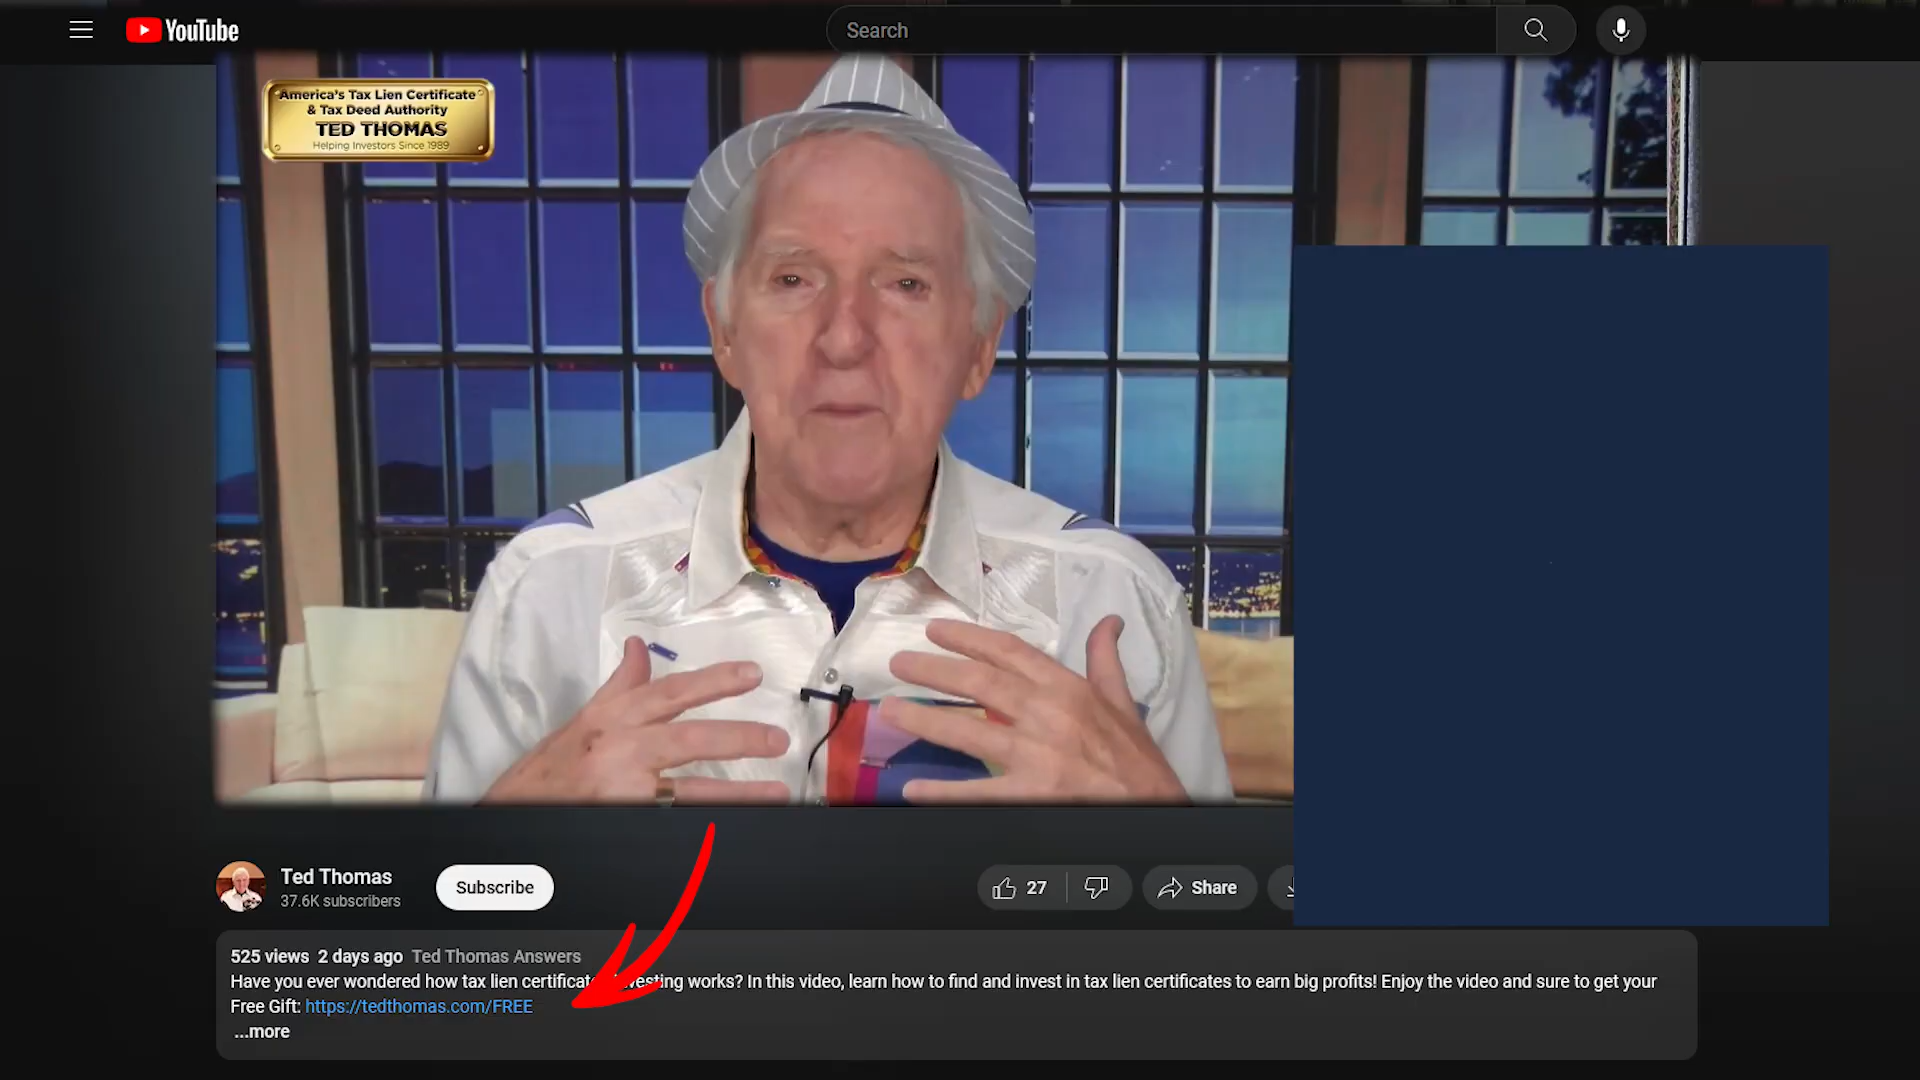 YouTube
Search
America's Tax Lien Certificate
& Tax Deed Authority
TED THOMAS
Helping Investors Since 1989
Ted Thomas
37.6K subscribers
Subscribe
27
Share
525 views 2 days ago Ted Thomas Answers
Have you ever wondered how tax lien certificate investing works? In this video, learn how to find and invest in tax lien certificates to earn big profits! Enjoy the video and sure to get your
Free Gift: https://tedthomas.com/FREE
...more